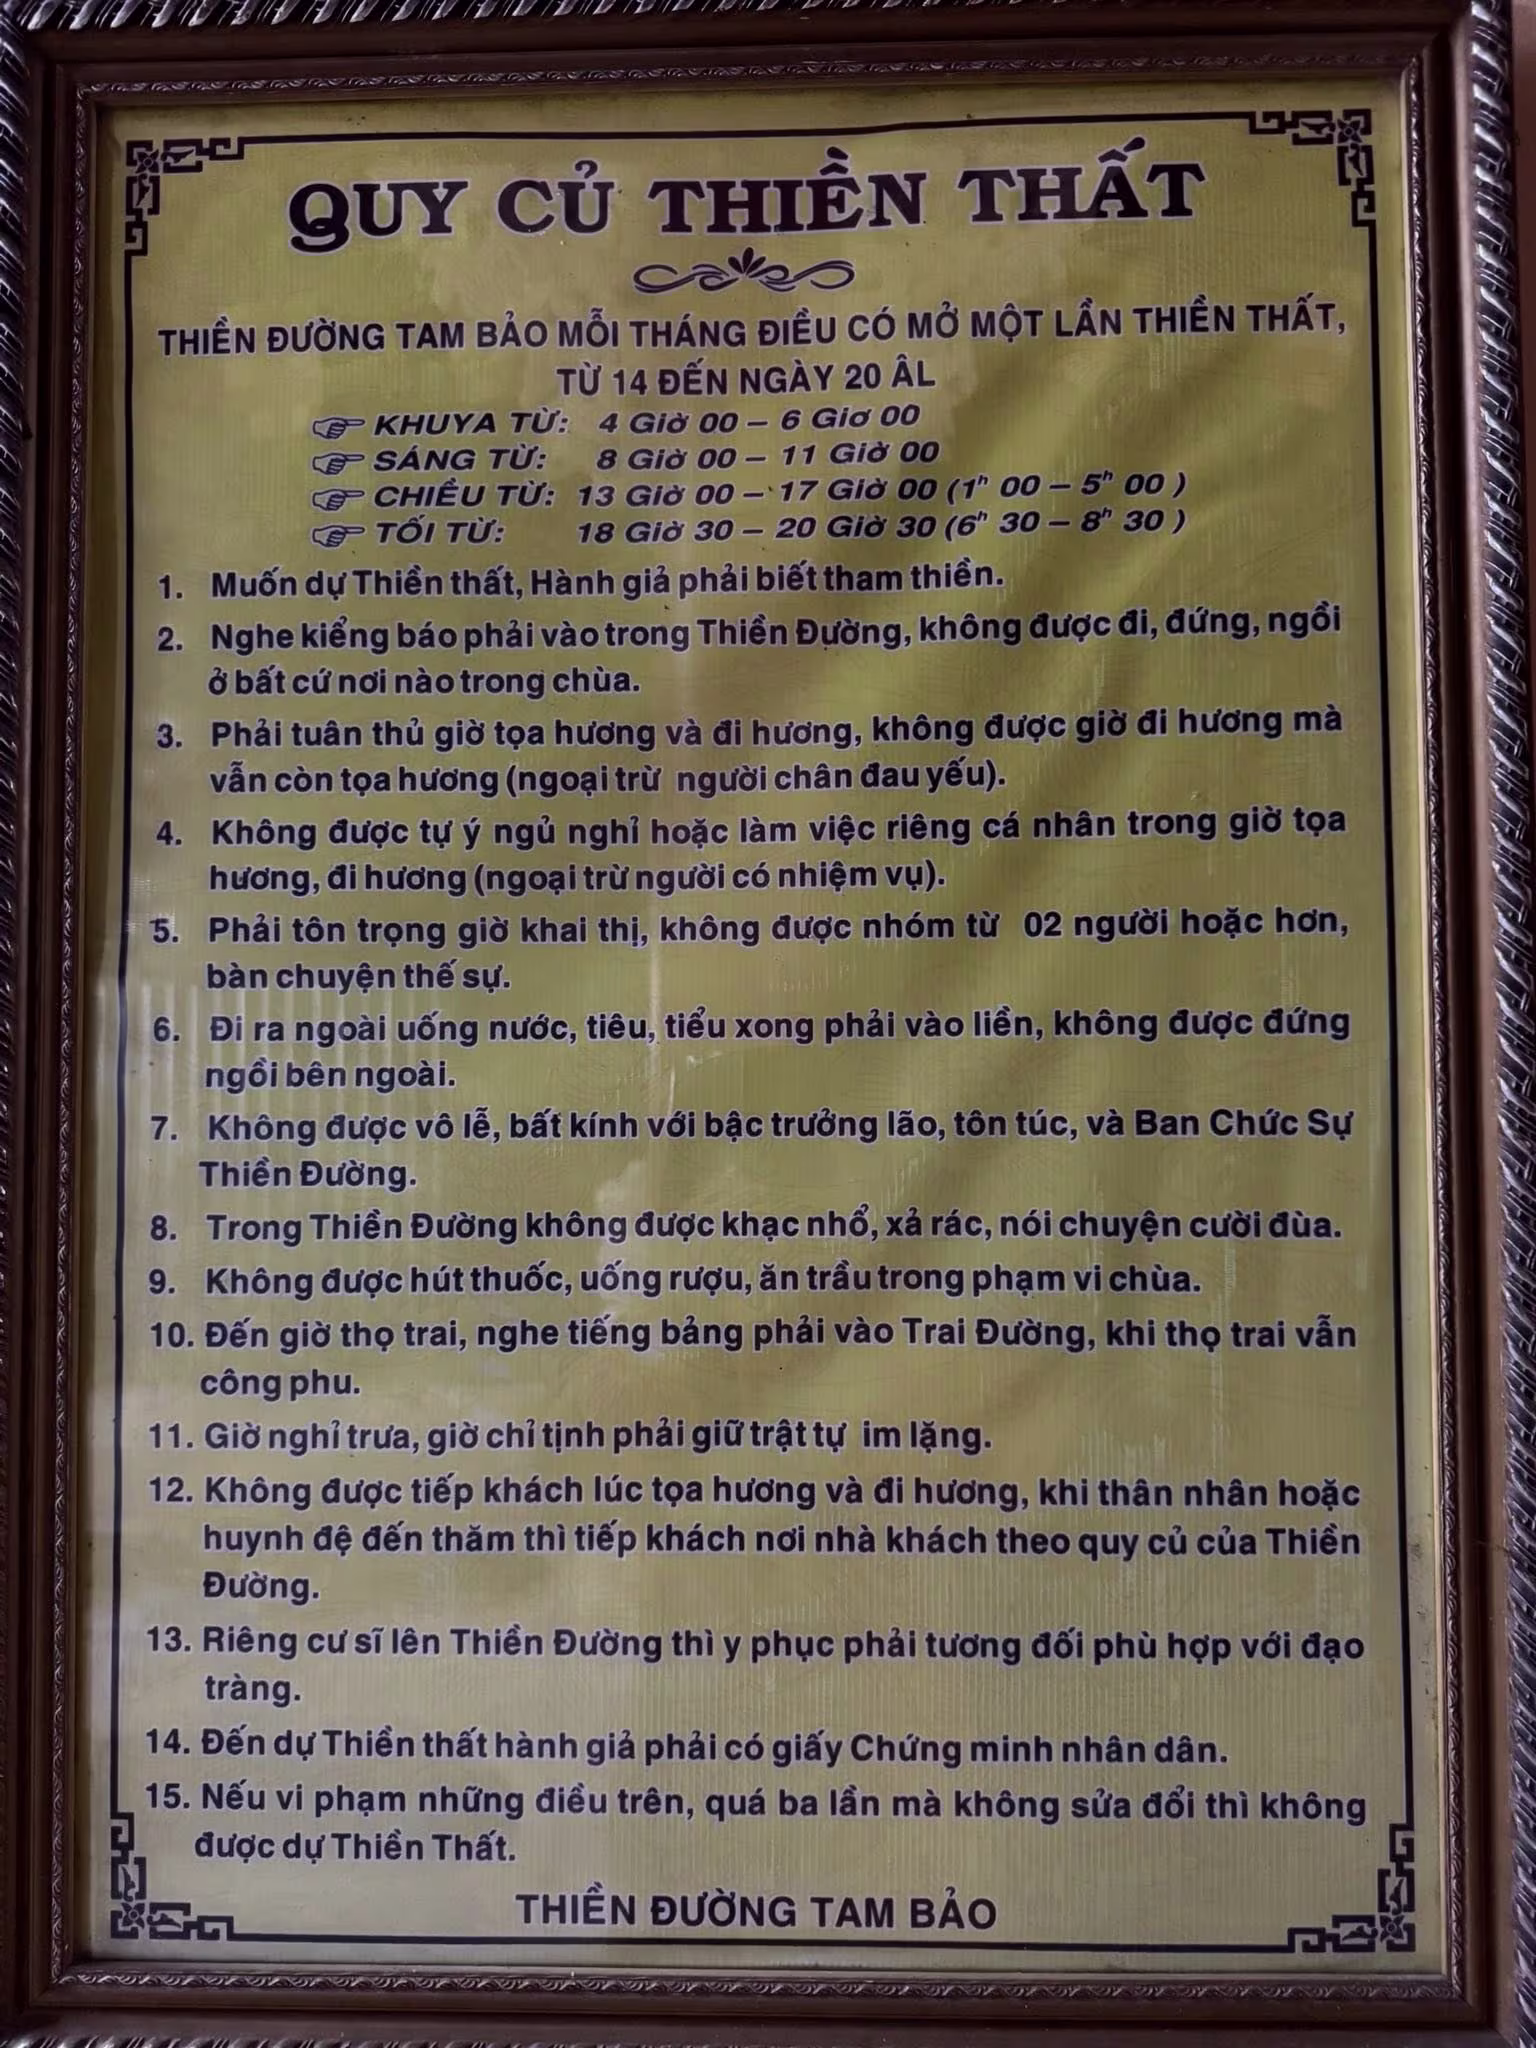 QUY CỦ THIỀN THẤT
THIỀN ĐƯỜNG TAM BẢO MỖI THÁNG ĐIỀU CÓ MỞ MỘT LẦN THIỀN THẤT,
TỪ 14 ĐẾN NGÀY 20 ÂL
KHUYA TỪ: 4 Giờ 00 – 6 Giơ 00
SÁNG TỪ: 8 Giờ 00 – 11 Giờ 00
CHIỀU TỪ: 13 Giờ 00 – 17 Giờ 00 (1h 00 – 5h 00 )
TỐI TỪ: 18 Giờ 30 – 20 Giờ 30 (6h 30 – 8h 30 )
1. Muốn dự Thiền thất, Hành giả phải biết tham thiền.
2. Nghe kiểng báo phải vào trong Thiền Đường, không được đi, đứng, ngồi
ở bất cứ nơi nào trong chùa.
3. Phải tuân thủ giờ tọa hương và đi hương, không được giờ đi hương mà
vẫn còn tọa hương (ngoại trừ người chân đau yếu).
4. Không được tự ý ngủ nghỉ hoặc làm việc riêng cá nhân trong giờ tọa
hương, đi hương (ngoại trừ người có nhiệm vụ).
5. Phải tôn trọng giờ khai thị, không được nhóm từ 02 người hoặc hơn,
bàn chuyện thế sự.
6. Đi ra ngoài uống nước, tiêu, tiểu xong phải vào liền, không được đứng
ngồi bên ngoài.
7. Không được vô lễ, bất kính với bậc trưởng lão, tôn túc, và Ban Chức Sự
Thiền Đường.
8. Trong Thiền Đường không được khạc nhổ, xả rác, nói chuyện cười đùa.
9. Không được hút thuốc, uống rượu, ăn trầu trong phạm vi chùa.
10. Đến giờ thọ trai, nghe tiếng bảng phải vào Trai Đường, khi thọ trai vẫn
công phu.
11. Giờ nghỉ trưa, giờ chỉ tịnh phải giữ trật tự im lặng.
12. Không được tiếp khách lúc tọa hương và đi hương, khi thân nhân hoặc
huynh đệ đến thăm thì tiếp khách nơi nhà khách theo quy củ của Thiền
Đường.
13. Riêng cư sĩ lên Thiền Đường thì y phục phải tương đối phù hợp với đạo
tràng.
14. Đến dự Thiền thất hành giả phải có giấy Chứng minh nhân dân.
15. Nếu vi phạm những điều trên, quá ba lần mà không sửa đổi thì không
được dự Thiền Thất.
THIỀN ĐƯỜNG TAM BẢO